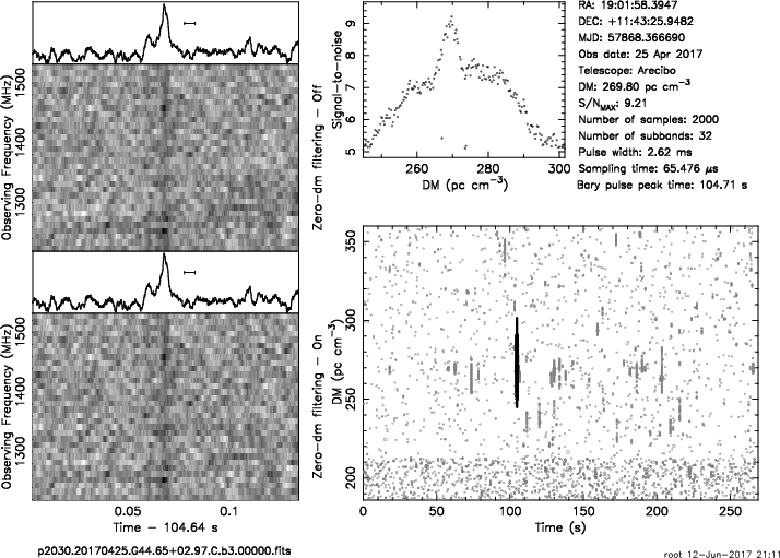 Observing Frequency (MHz)
1500
1400
1300
Zero-dm filtering - Off
Observing Frequency (MHz)
1500
1400
1300
Zero-dm filtering - On
0.05
0.1
Time - 104.64 s
p2030.20170425.G44.65+02.97.C.b3.00000.fits
Signal-to-noise
9
8
7
6
5
260
280
300
DM (pc cm⁻³)
RA: 19:01:58.3947
DEC: +11:43:25.9482
MJD: 57868.366690
Obs date: 25 Apr 2017
Telescope: Arecibo
DM: 269.80 pc cm⁻³
S/N_MAX: 9.21
Number of samples: 2000
Number of subbands: 32
Pulse width: 2.62 ms
Sampling time: 65.476 μs
Bary pulse peak time: 104.71 s
DM (pc cm⁻³)
350
300
250
200
0
50
100
150
200
250
Time (s)
root 12-Jun-2017 21:11